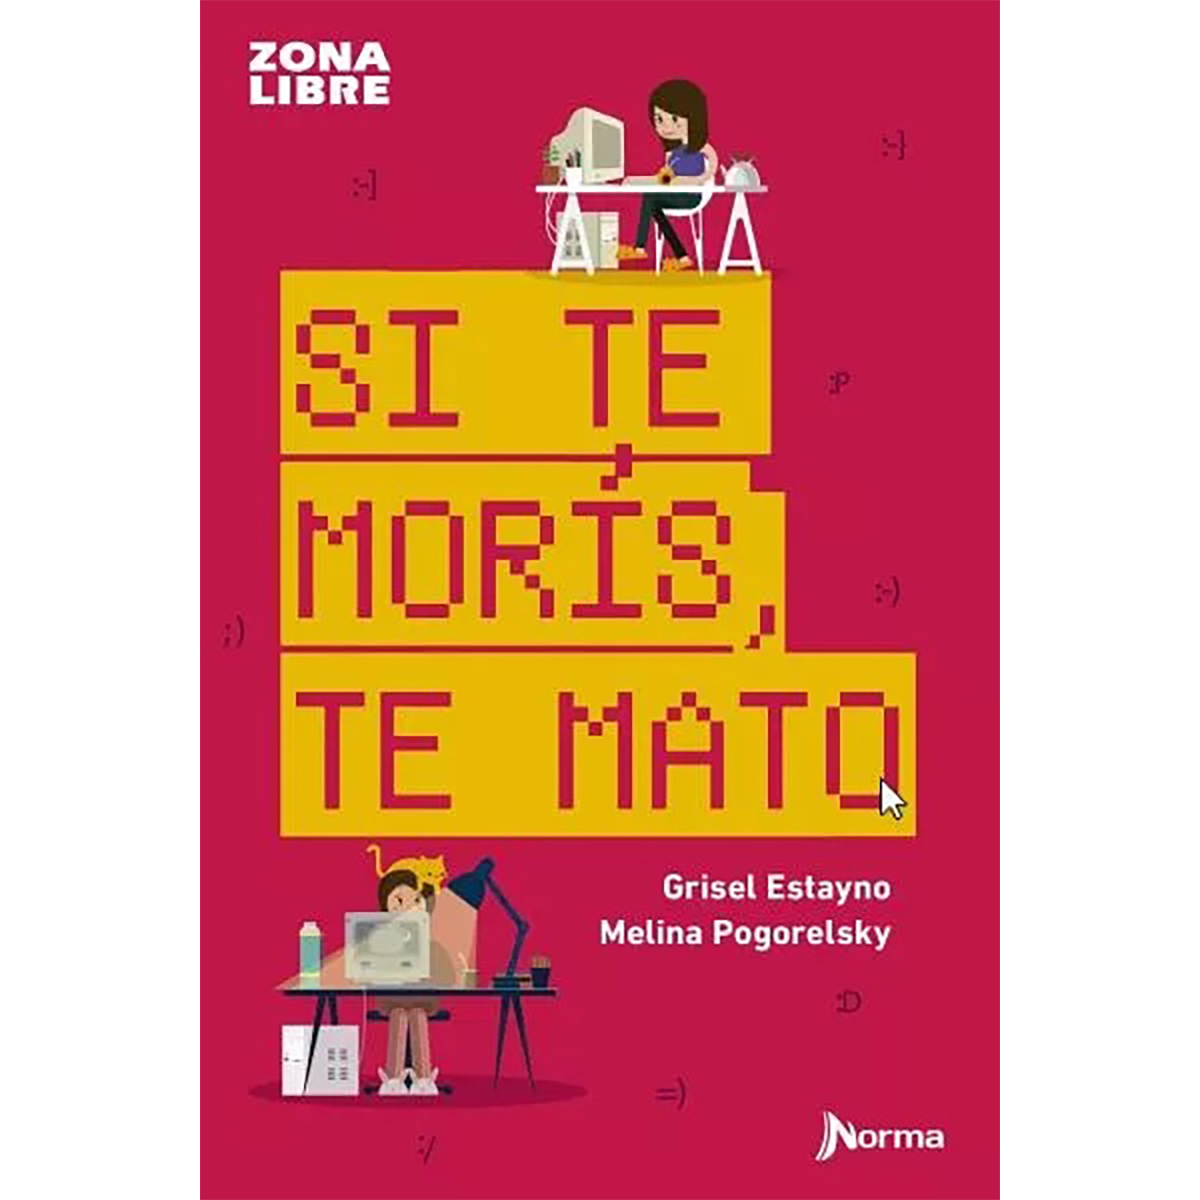 ZONA
LIBRE
:-]
:-}
SI TE
;P
MORÍS,
:-)
;)
TE MATO
Grisel Estayno
Melina Pogorelsky
:D
=)
Norma
:/